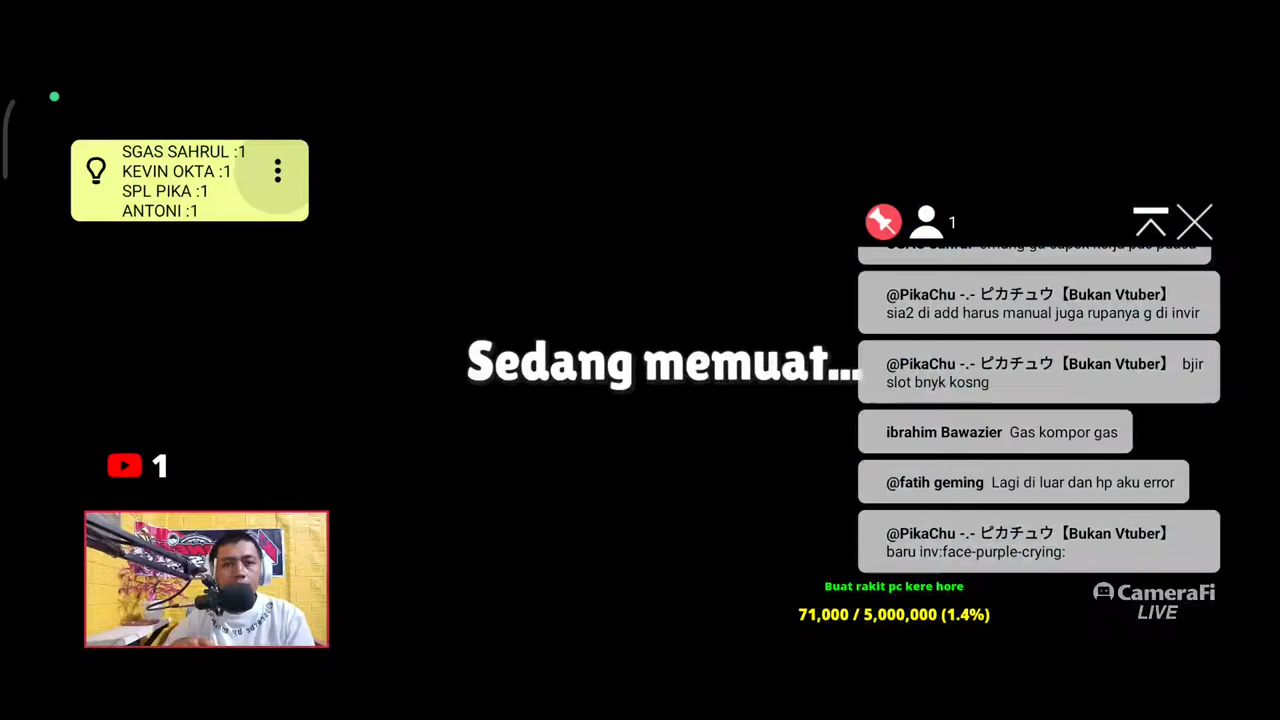 SGAS SAHRUL :1
KEVIN OKTA :1
SPL PIKA :1
ANTONI :1
1
@PikaChu -.- ピカチュウ【Bukan Vtuber】
sia2 di add harus manual juga rupanya g di invir
Sedang memuat...
@PikaChu -.- ピカチュウ【Bukan Vtuber】 bjir
slot bnyk kosng
ibrahim Bawazier Gas kompor gas
1
@fatih geming Lagi di luar dan hp aku error
@PikaChu -.- ピカチュウ【Bukan Vtuber】
baru inv:face-purple-crying:
Buat rakit pc kere hore
71,000 / 5,000,000 (1.4%)
CameraFi
LIVE